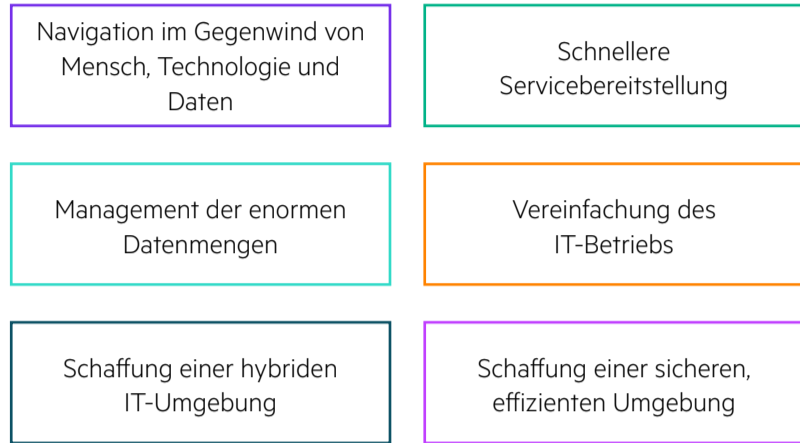 Navigation im Gegenwind von
Mensch, Technologie und
Daten
Schnellere
Servicebereitstellung
Management der enormen
Datenmengen
Vereinfachung des
IT-Betriebs
Schaffung einer hybriden
IT-Umgebung
Schaffung einer sicheren,
effizienten Umgebung